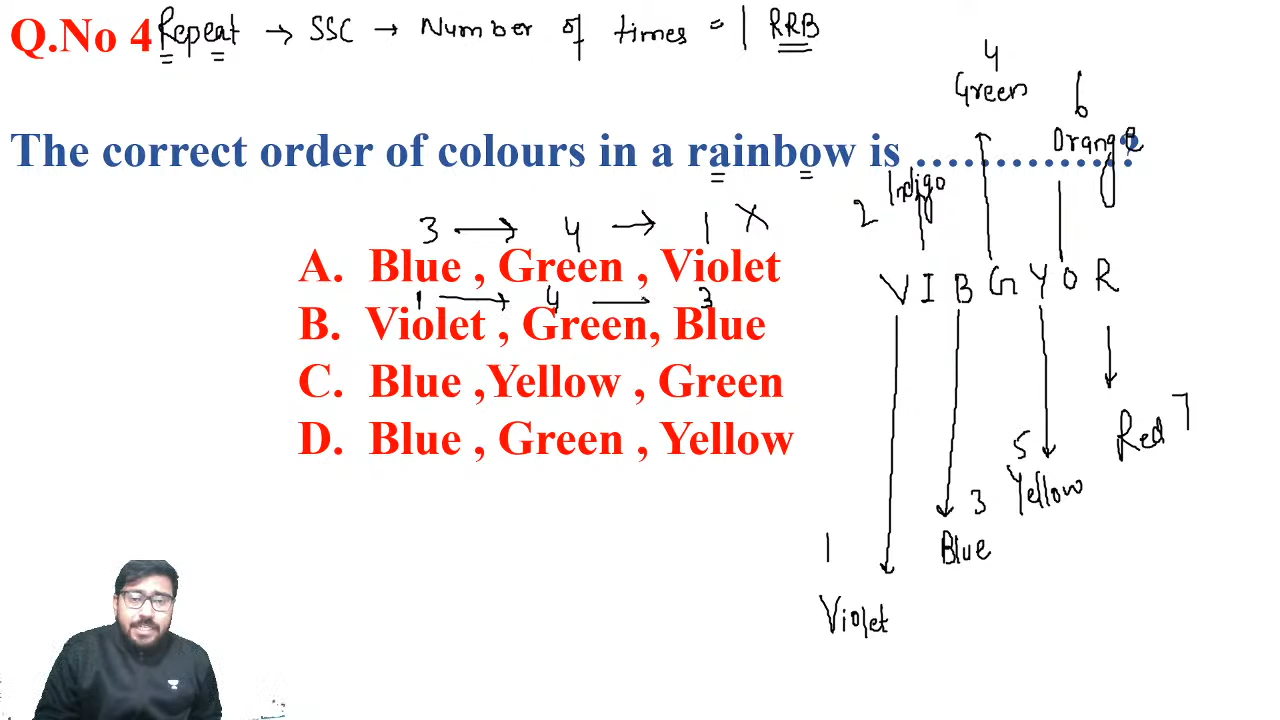 Q.No 4 Repeat → SSC → Number of times = 1 RRB
The correct order of colours in a rainbow is …………….?
3 → 4 → 1 X
A. Blue , Green , Violet
1 → 4 → 3
B. Violet , Green, Blue
C. Blue ,Yellow , Green
D. Blue , Green , Yellow
4
Green
6
Orange
2 Indigo
V I B G Y O R
Red 7
5
Yellow
3
Blue
1
Violet